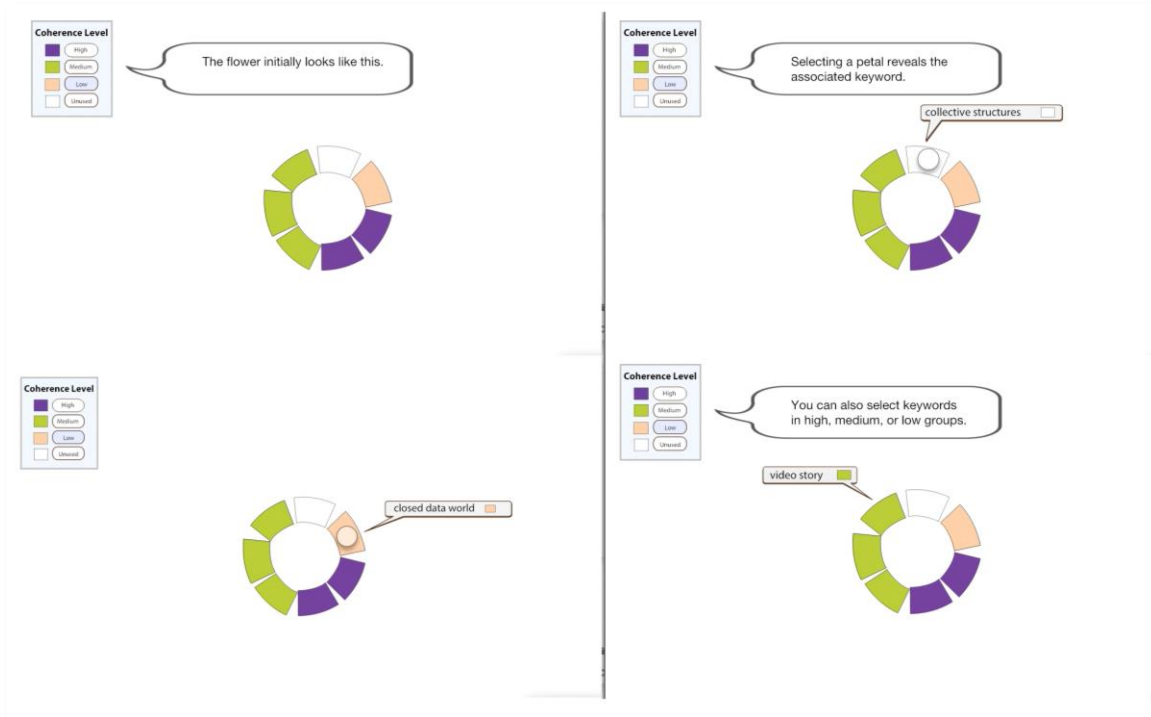 Coherence Level
High
Medium
Low
Unused
The flower initially looks like this.
Coherence Level
High
Medium
Low
Unused
Selecting a petal reveals the
associated keyword.
collective structures
Coherence Level
High
Medium
Low
Unused
closed data world
Coherence Level
High
Medium
Low
Unused
You can also select keywords
in high, medium, or low groups.
video story